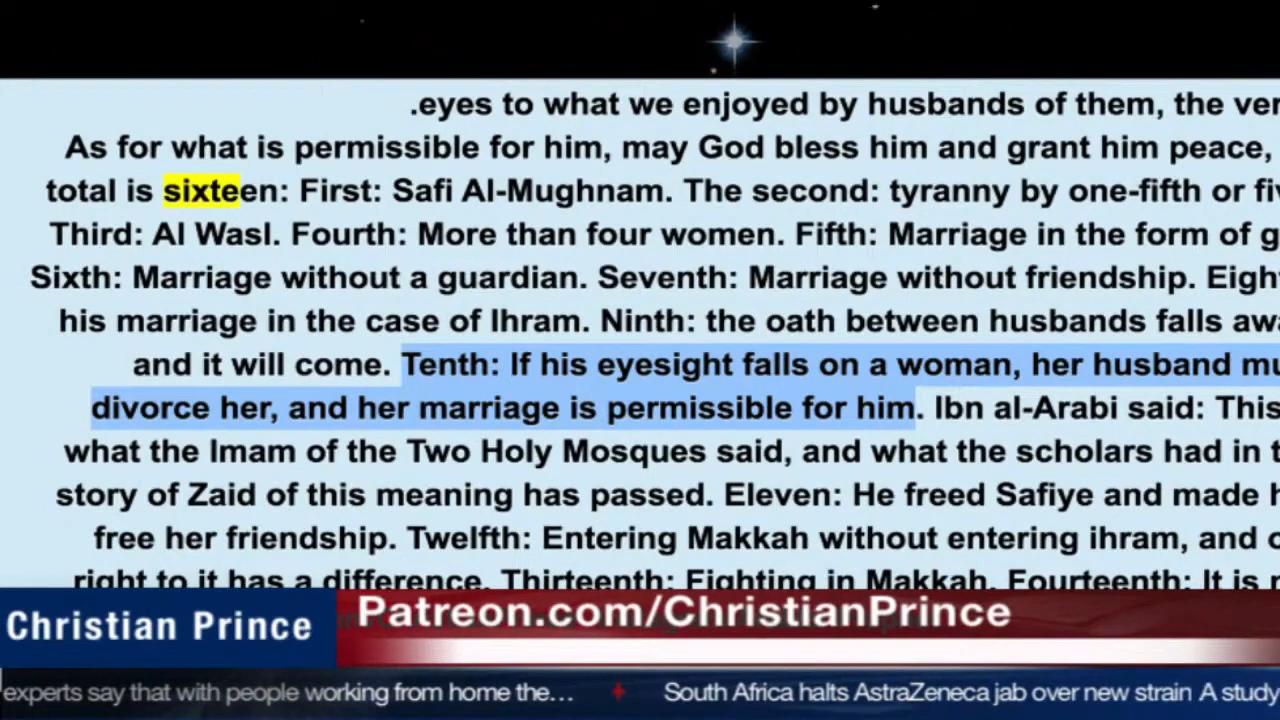 .eyes to what we enjoyed by husbands of them, the
As for what is permissible for him, may God bless him and grant him peace,
total is sixteen: First: Safi Al-Mughnam. The second: tyranny by one-fifth or
Third: Al Wasl. Fourth: More than four women. Fifth: Marriage in the form of
Sixth: Marriage without a guardian. Seventh: Marriage without friendship.
his marriage in the case of Ihram. Ninth: the oath between husbands falls
and it will come. Tenth: If his eyesight falls on a woman, her husband
divorce her, and her marriage is permissible for him. Ibn al-Arabi said: This
what the Imam of the Two Holy Mosques said, and what the scholars had in
story of Zaid of this meaning has passed. Eleven: He freed Safiye and made
free her friendship. Twelfth: Entering Makkah without entering ihram, and
right to it has a difference. Thirteenth: Fighting in Makkah. Fourteenth: It is
Christian Prince
Patreon.com/ChristianPrince
experts say that with people working from home the... South Africa halts AstraZeneca jab over new strain A study